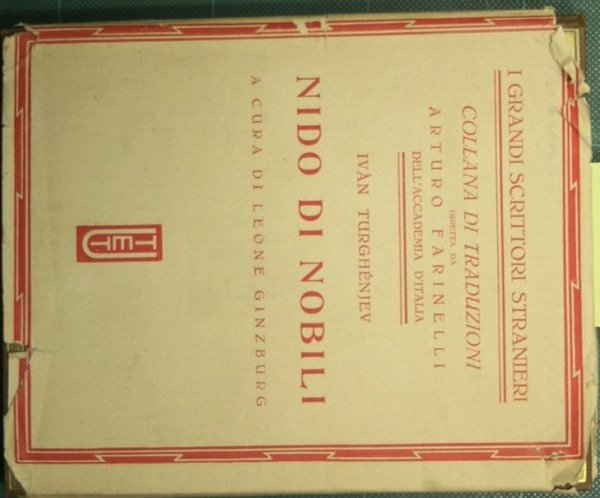 I GRANDI SCRITTORI STRANIERI
COLLANA DI TRADUZIONI
DIRETTA DA
ARTURO FARINELLI
DELL'ACCADEMIA D'ITALIA
IVÀN TURGHÉNJEV
NIDO DI NOBILI
A CURA DI LEONE GINZBURG
UTET